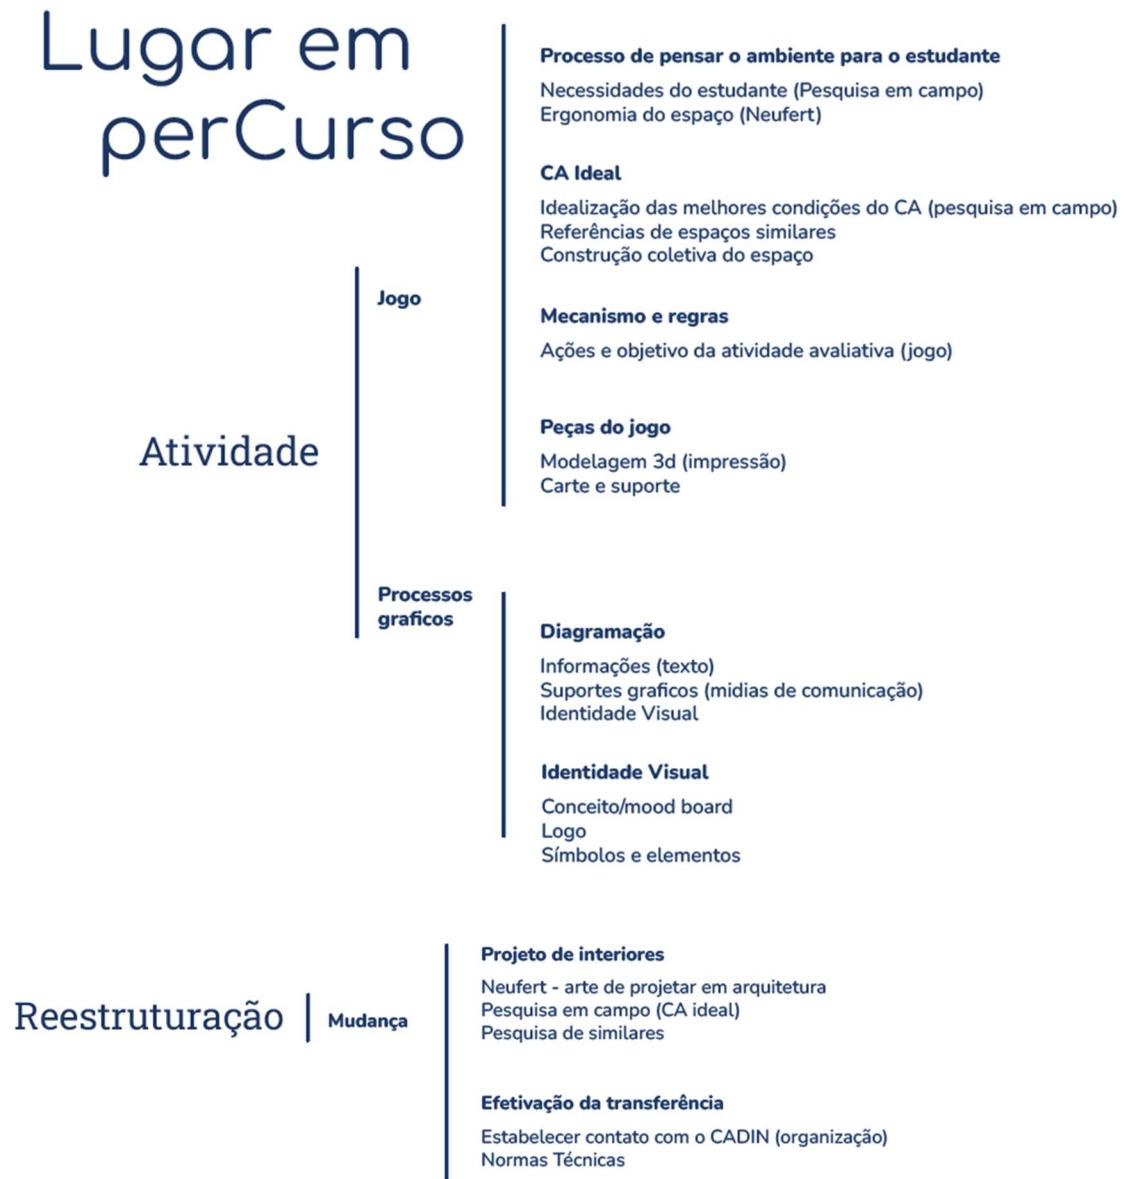 Lugar em
perCurso
Processo de pensar o ambiente para o estudante
Necessidades do estudante (Pesquisa em campo)
Ergonomia do espaço (Neufert)
CA Ideal
Idealização das melhores condições do CA (pesquisa em campo)
Referências de espaços similares
Construção coletiva do espaço
Jogo
Mecanismo e regras
Ações e objetivo da atividade avaliativa (jogo)
Peças do jogo
Modelagem 3d (impressão)
Carte e suporte
Atividade
Processos
graficos
Diagramação
Informações (texto)
Suportes graficos (midias de comunicação)
Identidade Visual
Identidade Visual
Conceito/mood board
Logo
Símbolos e elementos
Reestruturação
Mudança
Projeto de interiores
Neufert - arte de projetar em arquitetura
Pesquisa em campo (CA ideal)
Pesquisa de similares
Efetivação da transferência
Estabelecer contato com o CADIN (organização)
Normas Técnicas